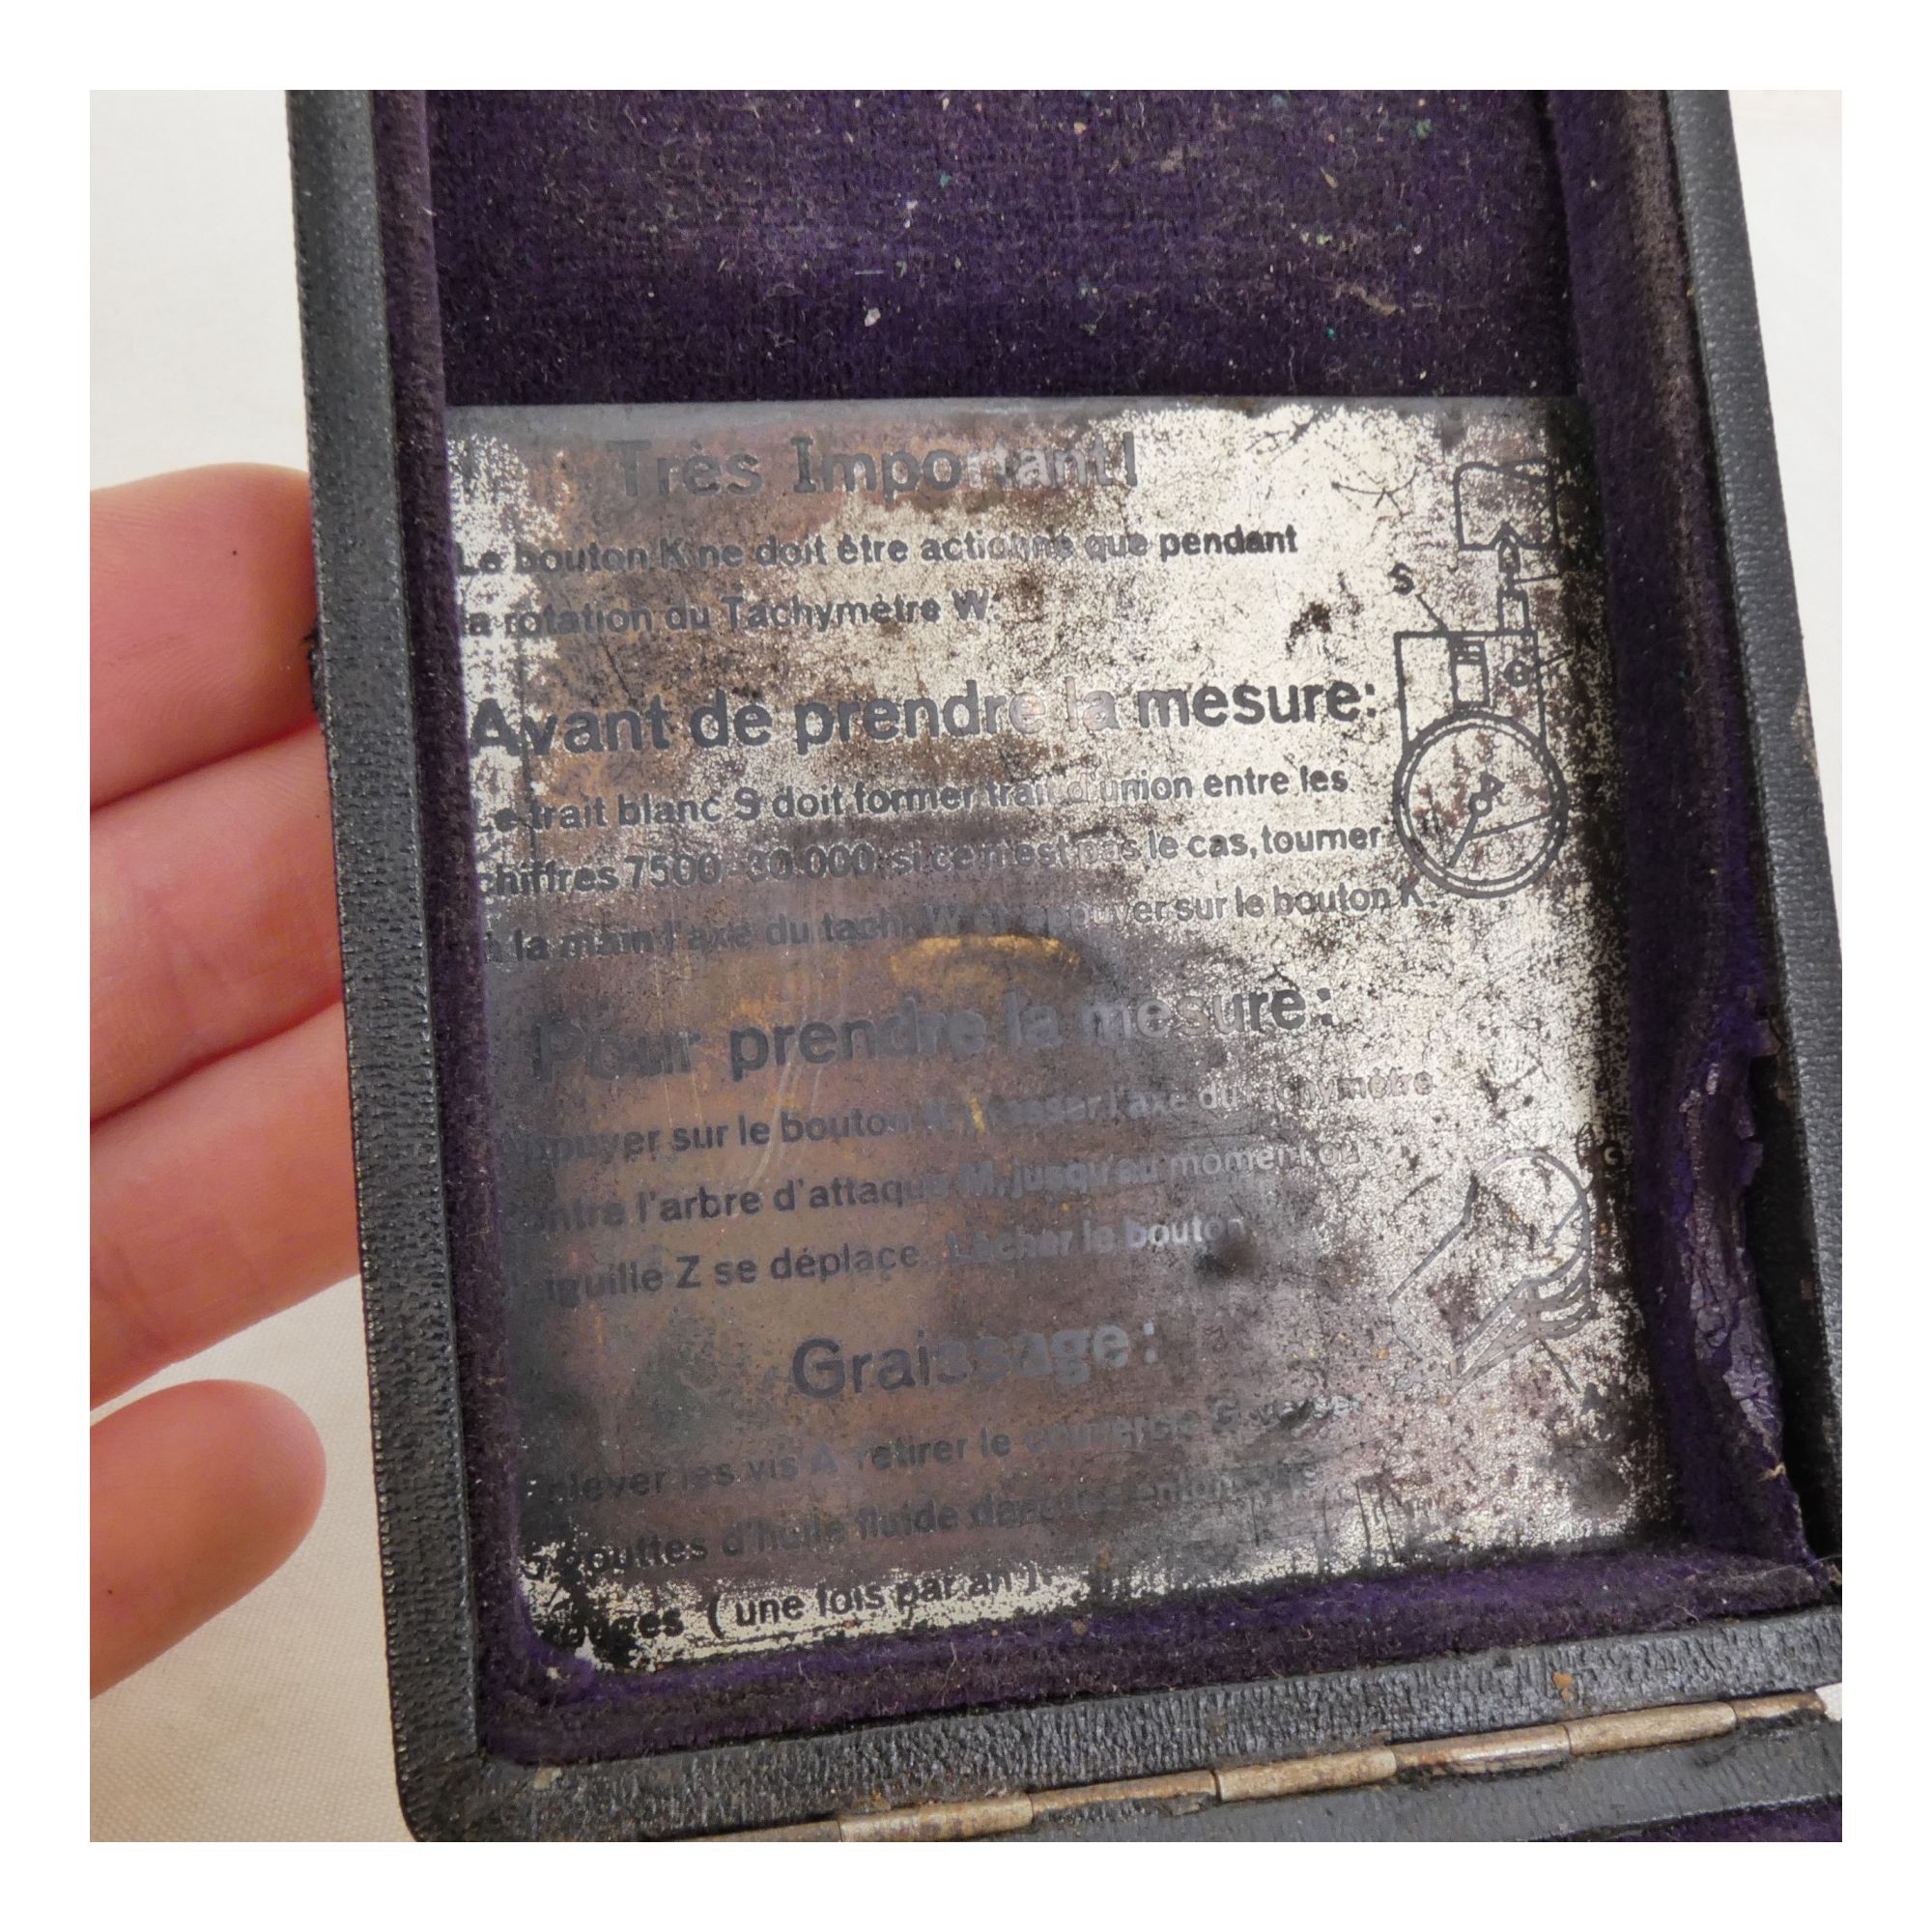 Très Important!
Le bouton K ne doit être actionné que pendant
la rotation du Tachymètre W.
S
G
Avant de prendre la mesure:
Le trait blanc S doit former trait d'union entre les
chiffres 7500-30.000, si ce n'est pas le cas, tourner
à la main l'axe du tach. W et appuyer sur le bouton K.
Pour prendre la mesure:
Appuyer sur le bouton K, presser l'axe du tachymètre
contre l'arbre d'attaque M, jusqu'au moment où
l'aiguille Z se déplace. Lâcher le bouton
Graissage:
Enlever les vis A retirer le couvercle G verser
gouttes d'huile fluide dans les
rouges (une fois par an).